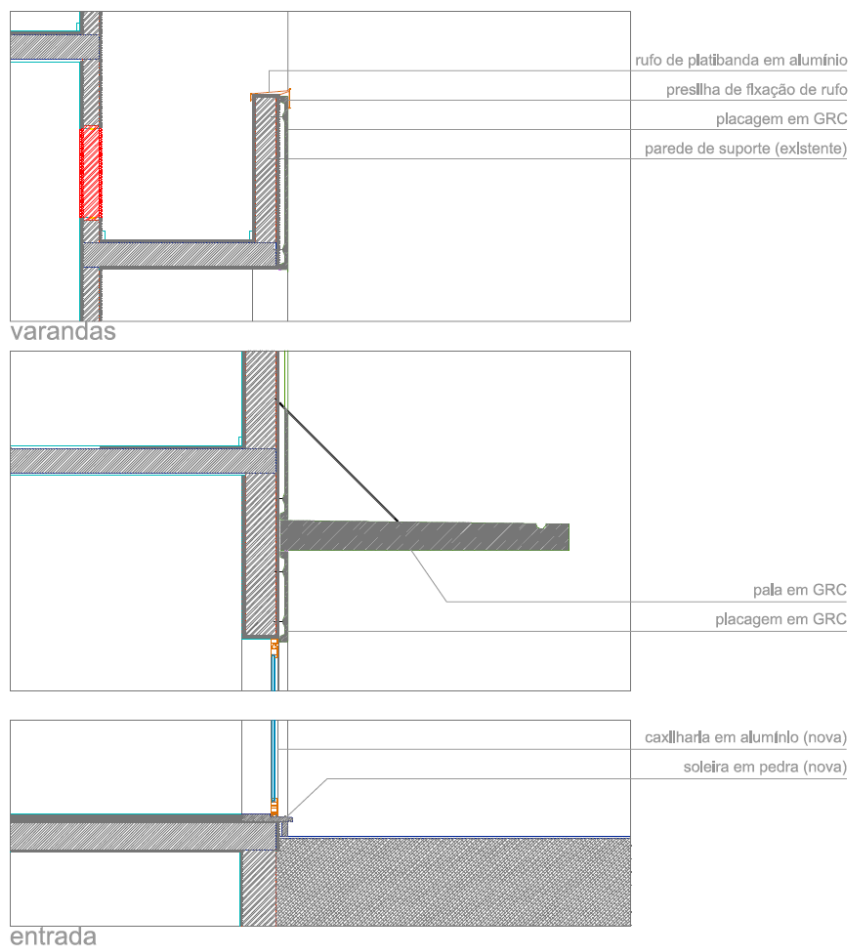 rufo de platibanda em alumínio
presilha de fixação de rufo
placagem em GRC
parede de suporte (existente)
varandas
pala em GRC
placagem em GRC
caxilharia em alumínio (nova)
soleira em pedra (nova)
entrada